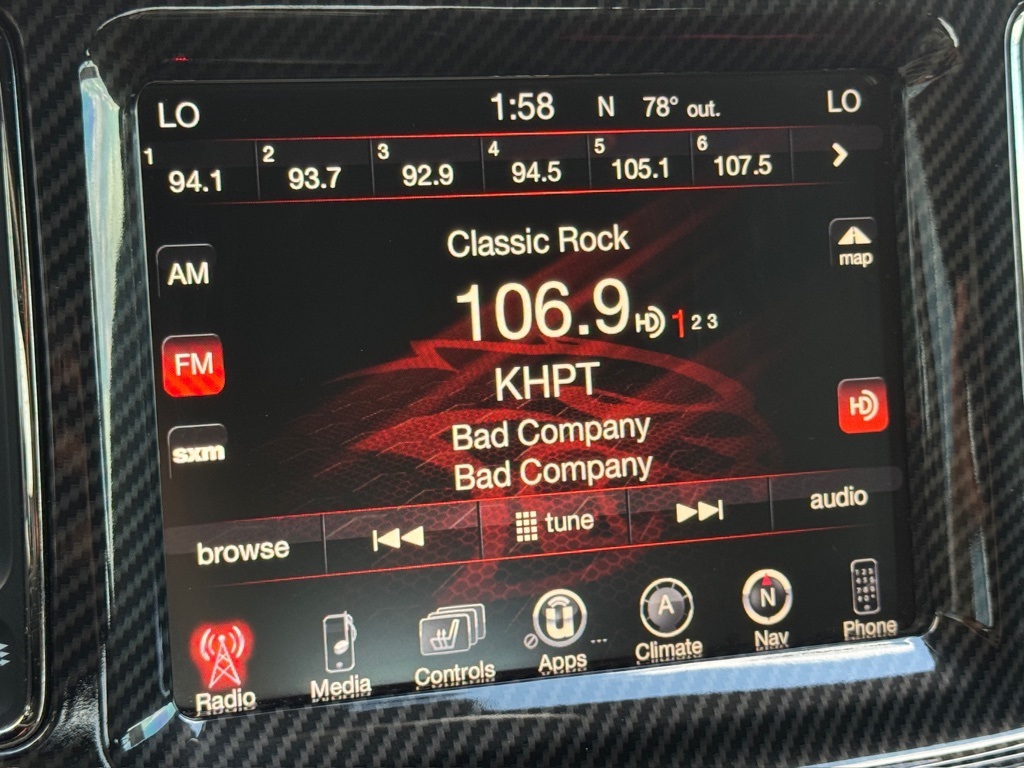 LO 1:58 N 78° out. LO
1 94.1 2 93.7 3 92.9 4 94.5 5 105.1 6 107.5
Classic Rock
map
AM
106.9 HD 1 2 3
FM
KHPT
HD
Bad Company
sxm
Bad Company
browse tune audio
Radio Media Controls Apps Climate Nav Phone
A
N